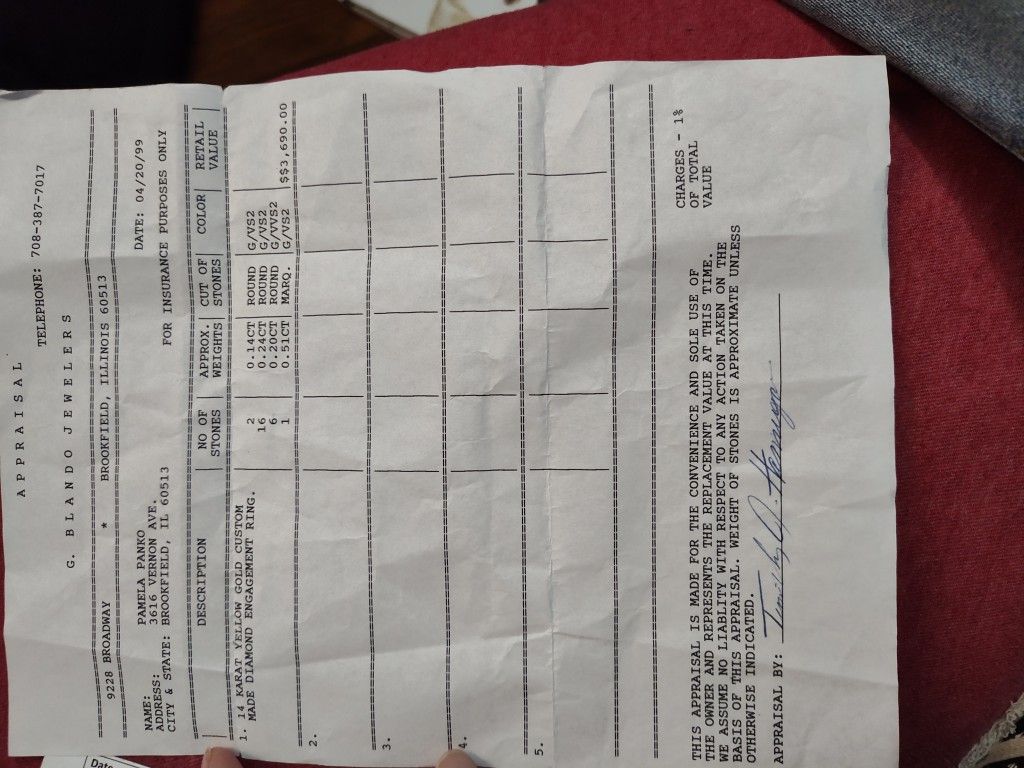 A P P R A I S A L
TELEPHONE: 708-387-7017
G. B L A N D O J E W E L E R S
9228 BROADWAY * BROOKFIELD, ILLINOIS 60513
NAME: PAMELA PANKO DATE: 04/20/99
ADDRESS: 3616 VERNON AVE.
CITY & STATE: BROOKFIELD, IL 60513 FOR INSURANCE PURPOSES ONLY
DESCRIPTION | NO OF STONES | APPROX. WEIGHTS | CUT OF STONES | COLOR | RETAIL VALUE
1. 14 KARAT YELLOW GOLD CUSTOM 2 0.14CT ROUND G/VS2
MADE DIAMOND ENGAGEMENT RING. 16 0.24CT ROUND G/VS2
6 0.20CT ROUND G/VVS2
1 0.51CT MARQ. G/VS2 $$3,690.00
2.
3.
4.
5.
CHARGES - 1%
OF TOTAL
VALUE
THIS APPRAISAL IS MADE FOR THE CONVENIENCE AND SOLE USE OF
THE OWNER AND REPRESENTS THE REPLACEMENT VALUE AT THIS TIME.
WE ASSUME NO LIABLITY WITH RESPECT TO ANY ACTION TAKEN ON THE
BASIS OF THIS APPRAISAL. WEIGHT OF STONES IS APPROXIMATE UNLESS
OTHERWISE INDICATED.
APPRAISAL BY:
Date